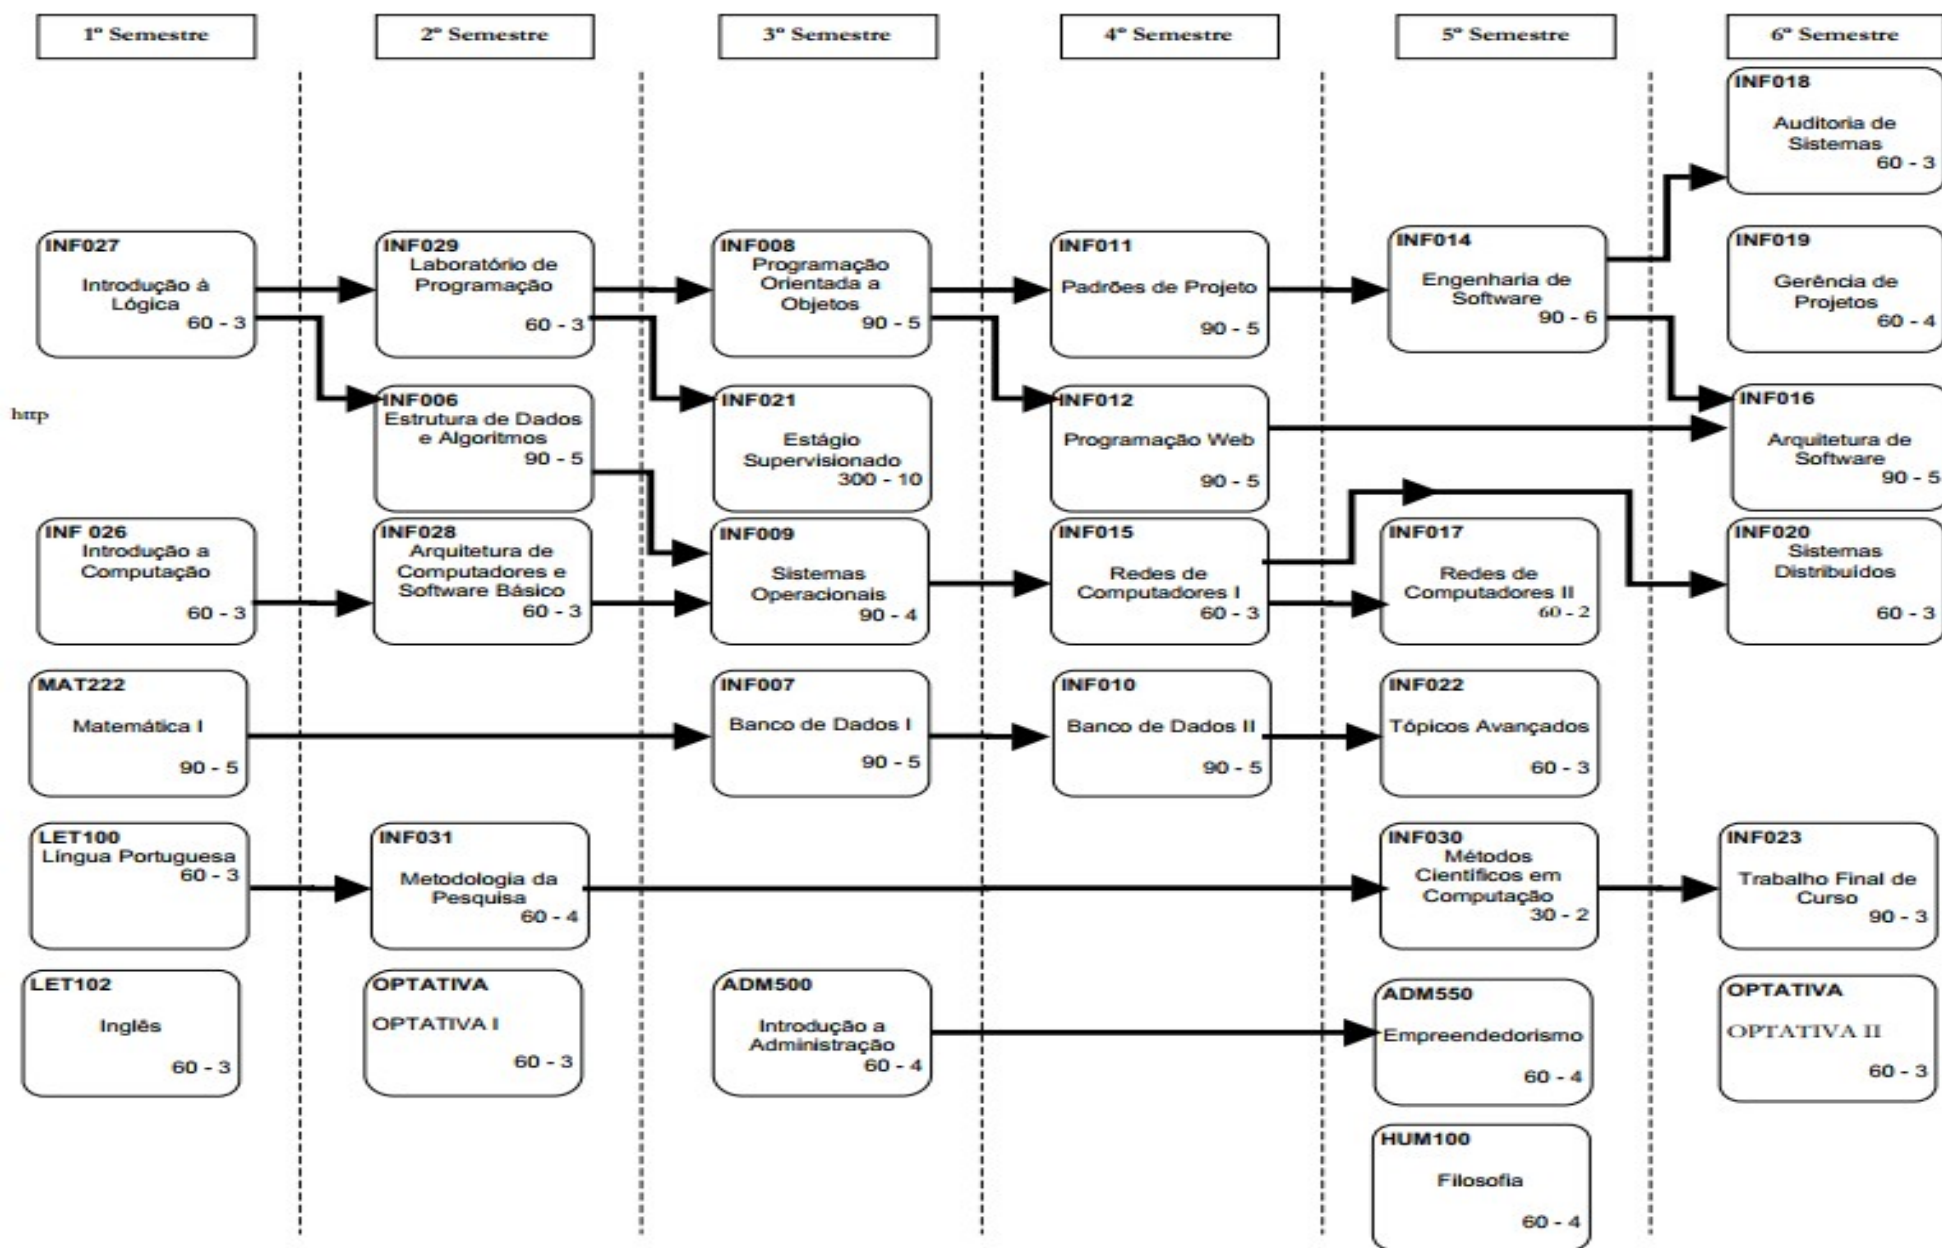 1º Semestre
2º Semestre
3º Semestre
4º Semestre
5º Semestre
6º Semestre
INF027
Introdução à
Lógica
60 - 3
http
INF 026
Introdução a
Computação
60 - 3
MAT222
Matemática I
90 - 5
LET100
Língua Portuguesa
60 - 3
LET102
Inglês
60 - 3
INF029
Laboratório de
Programação
60 - 3
INF006
Estrutura de Dados
e Algoritmos
90 - 5
INF028
Arquitetura de
Computadores e
Software Básico
60 - 3
INF031
Metodologia da
Pesquisa
60 - 4
OPTATIVA
OPTATIVA I
60 - 3
INF008
Programação
Orientada a
Objetos
90 - 5
INF021
Estágio
Supervisionado
300 - 10
INF009
Sistemas
Operacionais
90 - 4
INF007
Banco de Dados I
90 - 5
ADM500
Introdução a
Administração
60 - 4
INF011
Padrões de Projeto
90 - 5
INF012
Programação Web
90 - 5
INF015
Redes de
Computadores I
60 - 3
INF010
Banco de Dados II
90 - 5
INF014
Engenharia de
Software
90 - 6
INF017
Redes de
Computadores II
60 - 2
INF022
Tópicos Avançados
60 - 3
INF030
Métodos
Científicos em
Computação
30 - 2
ADM550
Empreendedorismo
60 - 4
HUM100
Filosofia
60 - 4
INF018
Auditoria de
Sistemas
60 - 3
INF019
Gerência de
Projetos
60 - 4
INF016
Arquitetura de
Software
90 - 5
INF020
Sistemas
Distribuídos
60 - 3
INF023
Trabalho Final de
Curso
90 - 3
OPTATIVA
OPTATIVA II
60 - 3